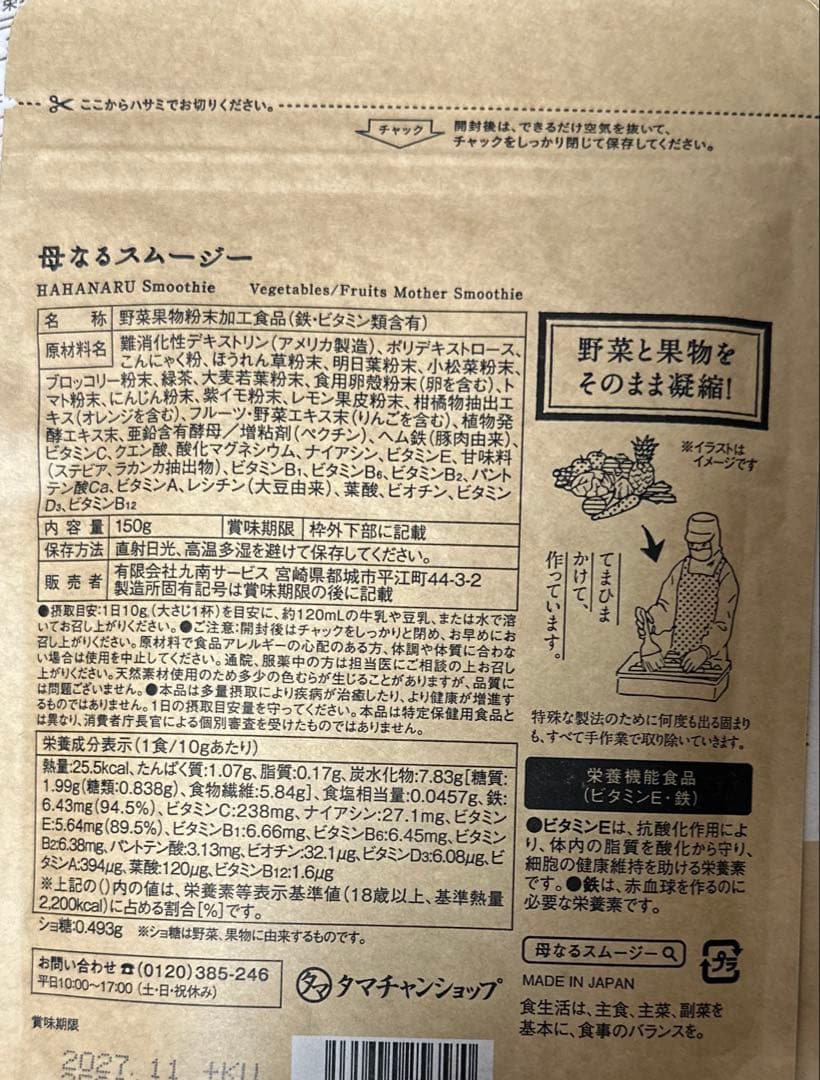 ここからハサミでお切りください。
チャック
開封後は、できるだけ空気を抜いて、
チャックをしっかり閉じて保存してください。
母なるスムージー
HAHANARU Smoothie Vegetables/Fruits Mother Smoothie
名 称 野菜果物粉末加工食品(鉄・ビタミン類含有)
原材料名 難消化性デキストリン(アメリカ製造)、ポリデキストロース、
こんにゃく粉、ほうれん草粉末、明日葉粉末、小松菜粉末、
ブロッコリー粉末、緑茶、大麦若葉粉末、食用卵殻粉末(卵を含む)、ト
マト粉末、にんじん粉末、紫イモ粉末、レモン果皮粉末、柑橘物抽出エ
キス(オレンジを含む)、フルーツ・野菜エキス末(りんごを含む)、植物発
酵エキス末、亜鉛含有酵母/増粘剤(ペクチン)、ヘム鉄(豚肉由来)、
ビタミンC、クエン酸、酸化マグネシウム、ナイアシン、ビタミンE、甘味料
(ステビア、ラカンカ抽出物)、ビタミンB1、ビタミンB6、ビタミンB2、パント
テン酸Ca、ビタミンA、レシチン(大豆由来)、葉酸、ビオチン、ビタミン
D3、ビタミンB12
内 容 量 150g 賞味期限 枠外下部に記載
保存方法 直射日光、高温多湿を避けて保存してください。
販 売 者 有限会社九南サービス 宮崎県都城市平江町44-3-2
製造所固有記号は賞味期限の後に記載
●摂取目安:1日10g(大さじ1杯)を目安に、約120mLの牛乳や豆乳、または水で溶
いてお召し上がりください。●ご注意:開封後はチャックをしっかりと閉め、お早めにお
召し上がりください。原材料で食品アレルギーの心配のある方、体調や体質に合わな
い場合は使用を中止してください。通院、服薬中の方は担当医にご相談の上お召し
上がりください。天然素材使用のため多少の色むらが生じることがありますが、品質に
は問題ございません。●本品は多量摂取により疾病が治癒したり、より健康が増進す
るものではありません。1日の摂取目安量を守ってください。本品は特定保健用食品と
は異なり、消費者庁長官による個別審査を受けたものではありません。
栄養成分表示(1食/10gあたり)
熱量:25.5kcal、たんぱく質:1.07g、脂質:0.17g、炭水化物:7.83g[糖質:
1.99g(糖類:0.838g)、食物繊維:5.84g]、食塩相当量:0.0457g、鉄:
6.43mg(94.5%)、ビタミンC:238mg、ナイアシン:27.1mg、ビタミン
E:5.64mg(89.5%)、ビタミンB1:6.66mg、ビタミンB6:6.45mg、ビタミン
B2:6.38mg、パントテン酸:3.13mg、ビオチン:32.1μg、ビタミンD3:6.08μg、ビ
タミンA:394μg、葉酸:120μg、ビタミンB12:1.6μg
※上記の()内の値は、栄養素等表示基準値(18歳以上、基準熱量
2,200kcal)に占める割合[%]です。
ショ糖:0.493g ※ショ糖は野菜、果物に由来するものです。
お問い合わせ☎(0120)385-246
平日10:00〜17:00(土・日・祝休み)
タマ タマチャンショップ
賞味期限
2027.11 +KU
野菜と果物を
そのまま凝縮!
※イラストは
イメージです
てまひま
かけて、
作っています。
特殊な製法のために何度も出る固まり
も、すべて手作業で取り除いていきます。
栄養機能食品
(ビタミンE・鉄)
●ビタミンEは、抗酸化作用によ
り、体内の脂質を酸化から守り、
細胞の健康維持を助ける栄養素
です。●鉄は、赤血球を作るのに
必要な栄養素です。
母なるスムージー
プラ
MADE IN JAPAN
食生活は、主食、主菜、副菜を
基本に、食事のバランスを。